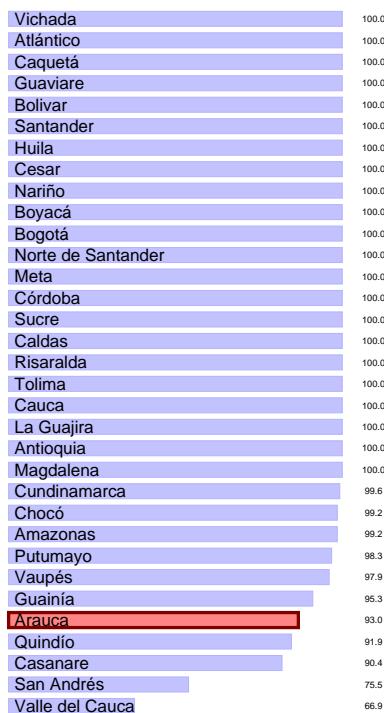 Vichada 100.0
Atlántico 100.0
Caquetá 100.0
Guaviare 100.0
Bolivar 100.0
Santander 100.0
Huila 100.0
Cesar 100.0
Nariño 100.0
Boyacá 100.0
Bogotá 100.0
Norte de Santander 100.0
Meta 100.0
Córdoba 100.0
Sucre 100.0
Caldas 100.0
Risaralda 100.0
Tolima 100.0
Cauca 100.0
La Guajira 100.0
Antioquia 100.0
Magdalena 100.0
Cundinamarca 99.6
Chocó 99.2
Amazonas 99.2
Putumayo 98.3
Vaupés 97.9
Guainía 95.3
Arauca 93.0
Quindío 91.9
Casanare 90.4
San Andrés 75.5
Valle del Cauca 66.9